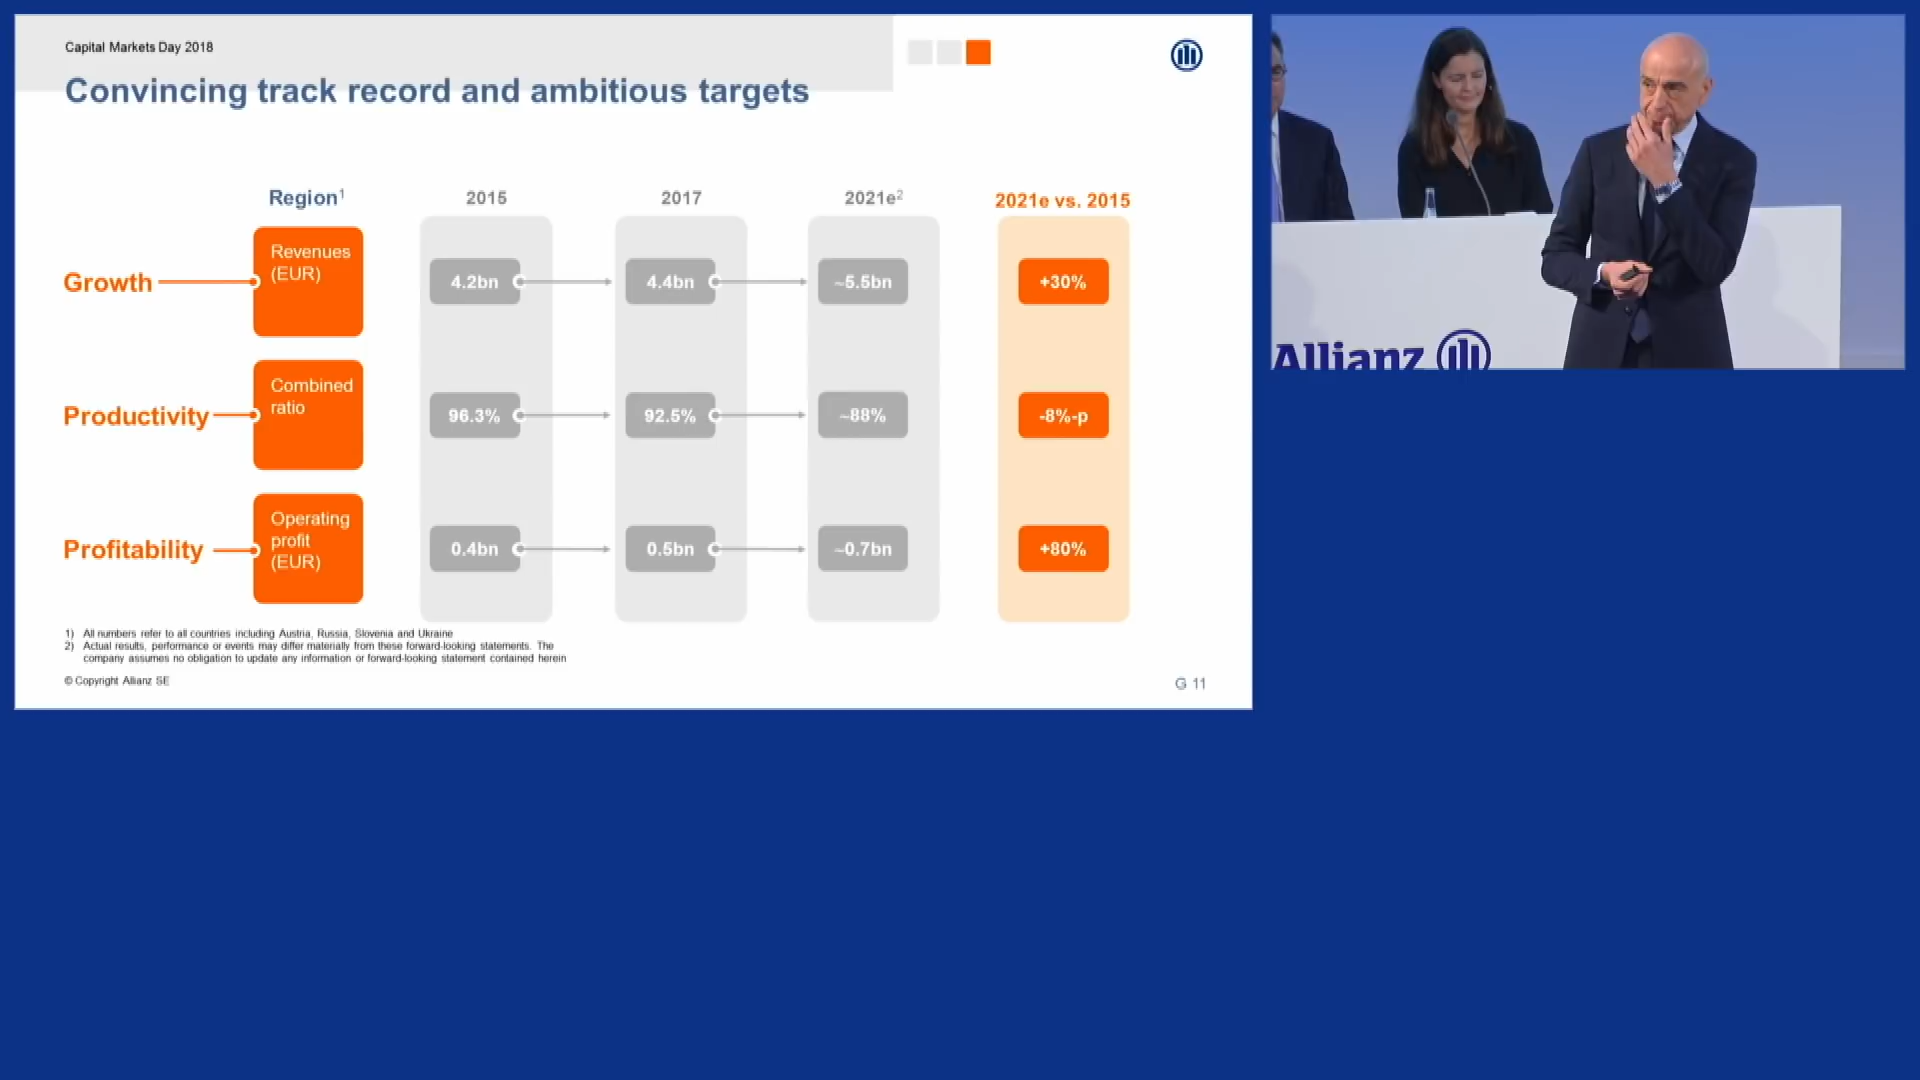 Capital Markets Day 2018
Convincing track record and ambitious targets
Region¹
2015
2017
2021e²
2021e vs. 2015
Growth
Revenues
(EUR)
4.2bn
4.4bn
~5.5bn
+30%
Productivity
Combined
ratio
96.3%
92.5%
~88%
-8%-p
Profitability
Operating
profit
(EUR)
0.4bn
0.5bn
~0.7bn
+80%
1) All numbers refer to all countries including Austria, Russia, Slovenia and Ukraine
2) Actual results, performance or events may differ materially from these forward-looking statements. The
company assumes no obligation to update any information or forward-looking statement contained herein
© Copyright Allianz SE
G 11
Allianz